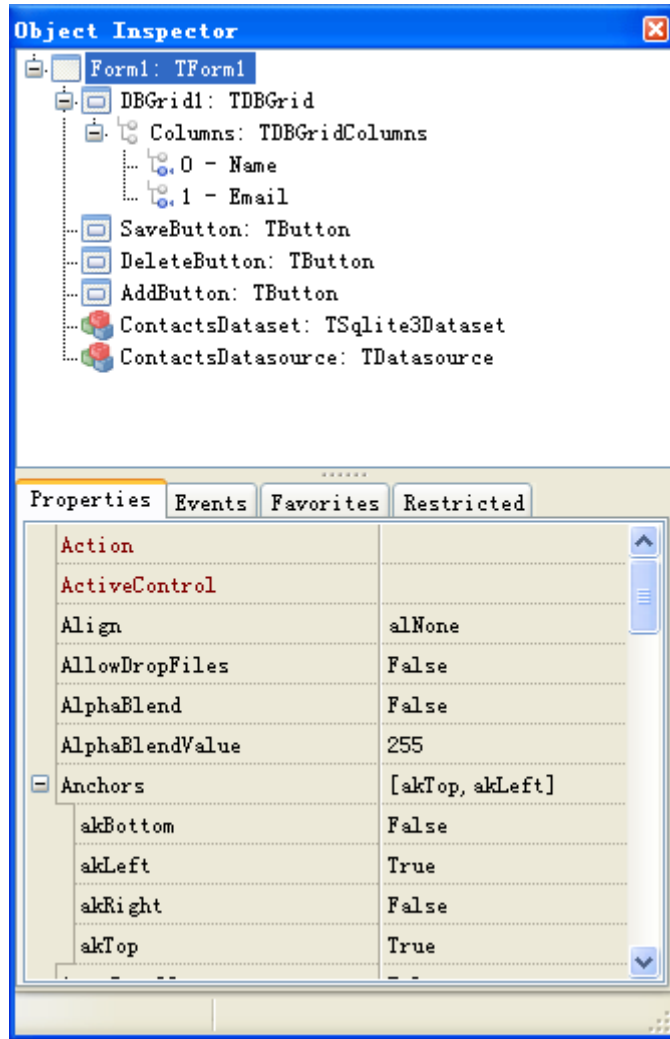 Object Inspector
Form1: TForm1
DBGrid1: TDBGrid
Columns: TDBGridColumns
0 - Name
1 - Email
SaveButton: TButton
DeleteButton: TButton
AddButton: TButton
ContactsDataset: TSqlite3Dataset
ContactsDatasource: TDatasource
Properties Events Favorites Restricted
Action
ActiveControl
Align alNone
AllowDropFiles False
AlphaBlend False
AlphaBlendValue 255
Anchors [akTop,akLeft]
akBottom False
akLeft True
akRight False
akTop True